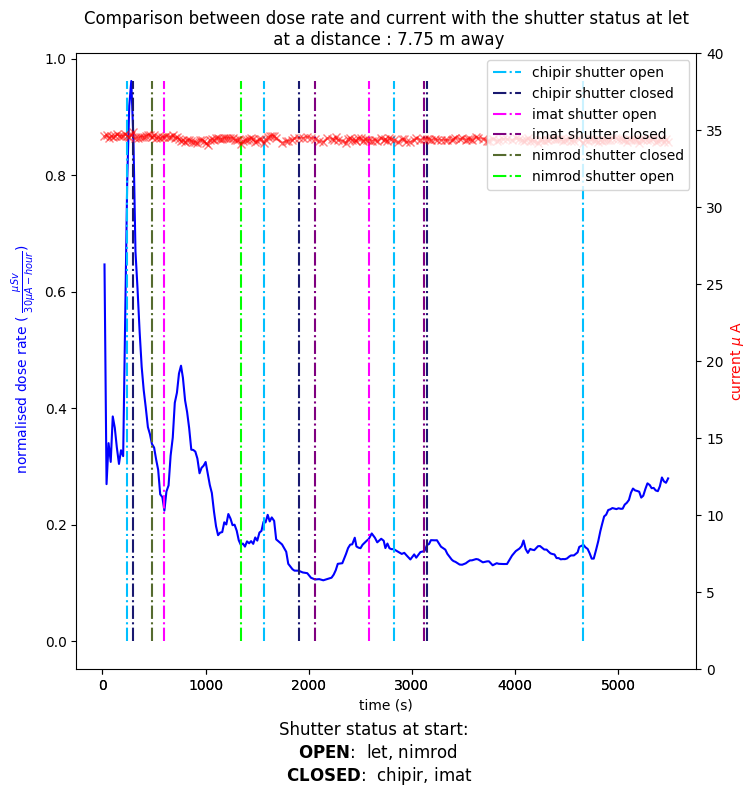 Comparison between dose rate and current with the shutter status at let
at a distance : 7.75 m away
1.0
0.8
0.6
0.4
0.2
0.0
normalised dose rate ( μSv / 30μA − hour )
40
35
30
25
20
15
10
5
0
current μ A
chipir shutter open
chipir shutter closed
imat shutter open
imat shutter closed
nimrod shutter closed
nimrod shutter open
0 1000 2000 3000 4000 5000
time (s)
Shutter status at start:
OPEN: let, nimrod
CLOSED: chipir, imat